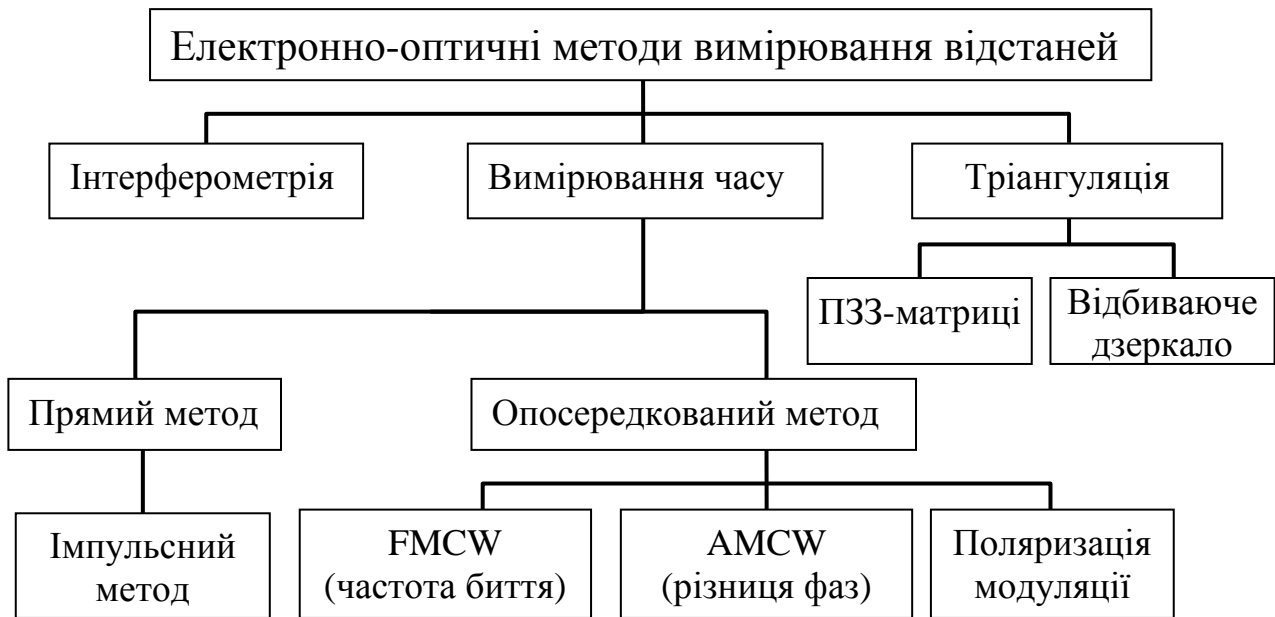 Електронно-оптичні методи вимірювання відстаней
Інтерферометрія
Вимірювання часу
Тріангуляція
ПЗЗ-матриці
Відбиваюче
дзеркало
Прямий метод
Опосередкований метод
Імпульсний
метод
FMCW
(частота биття)
AMCW
(різниця фаз)
Поляризація
модуляції